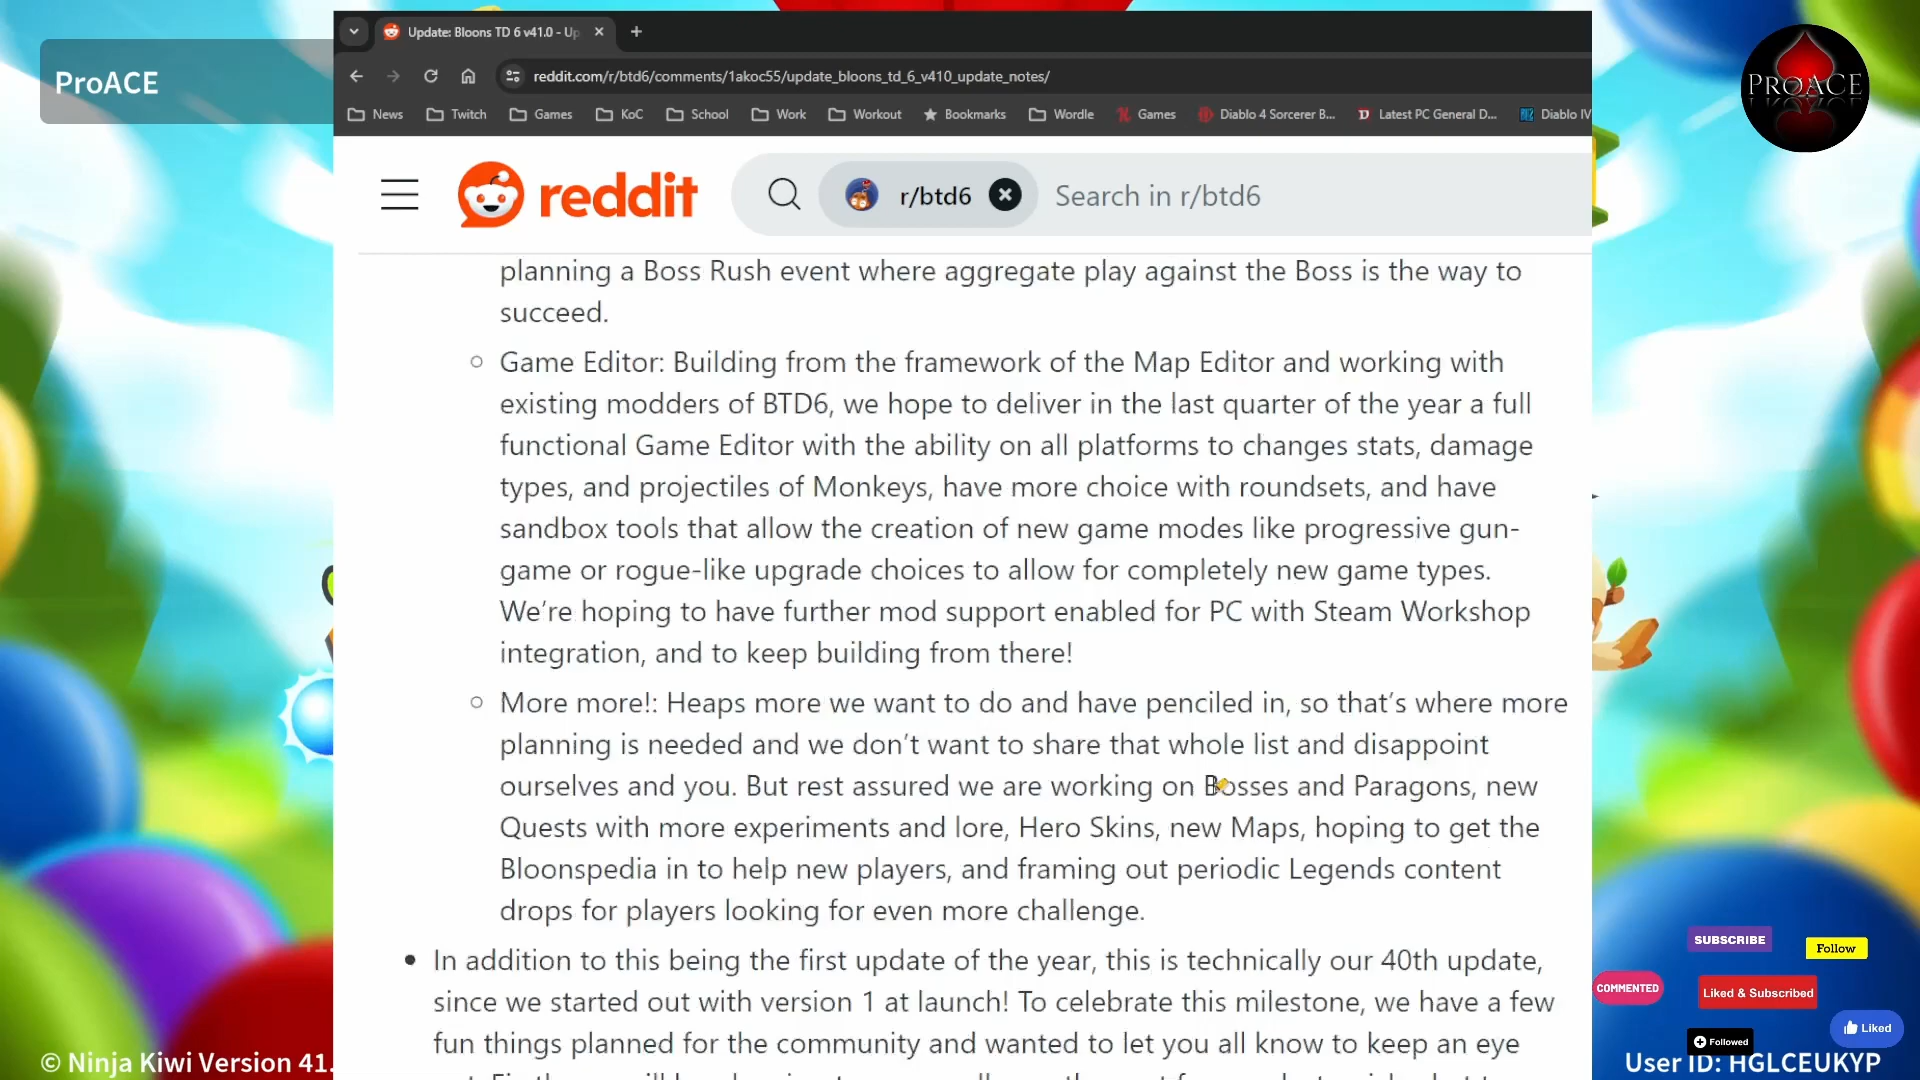 ProACE
Update: Bloons TD 6 v41.0 - Up
reddit.com/r/btd6/comments/1akoc55/update_bloons_td_6_v410_update_notes/
News Twitch Games KoC School Work Workout Bookmarks Wordle Games Diablo 4 Sorcerer B... Latest PC General D... Diablo IV
PROACE
reddit r/btd6 Search in r/btd6
planning a Boss Rush event where aggregate play against the Boss is the way to
succeed.
Game Editor: Building from the framework of the Map Editor and working with
existing modders of BTD6, we hope to deliver in the last quarter of the year a full
functional Game Editor with the ability on all platforms to changes stats, damage
types, and projectiles of Monkeys, have more choice with roundsets, and have
sandbox tools that allow the creation of new game modes like progressive gun-
game or rogue-like upgrade choices to allow for completely new game types.
We're hoping to have further mod support enabled for PC with Steam Workshop
integration, and to keep building from there!
More more!: Heaps more we want to do and have penciled in, so that's where more
planning is needed and we don't want to share that whole list and disappoint
ourselves and you. But rest assured we are working on Bosses and Paragons, new
Quests with more experiments and lore, Hero Skins, new Maps, hoping to get the
Bloonspedia in to help new players, and framing out periodic Legends content
drops for players looking for even more challenge.
In addition to this being the first update of the year, this is technically our 40th update,
since we started out with version 1 at launch! To celebrate this milestone, we have a few
fun things planned for the community and wanted to let you all know to keep an eye
SUBSCRIBE
Follow
COMMENTED
Liked & Subscribed
Liked
Followed
© Ninja Kiwi Version 41.
User ID: HGLCEUKYP